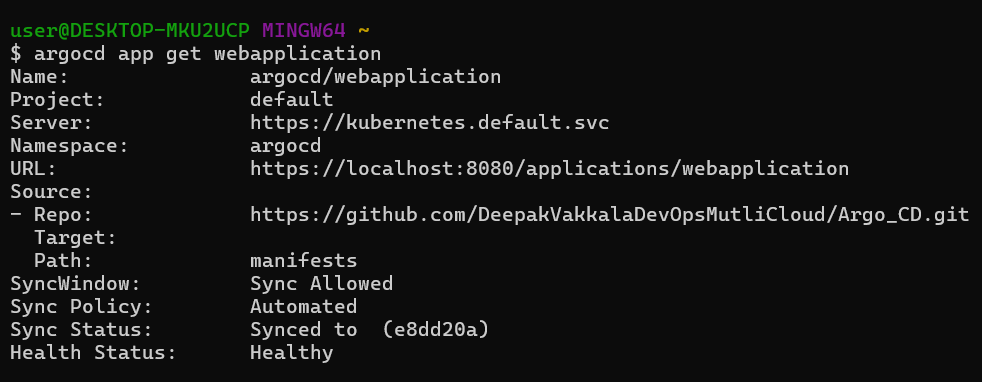 user@DESKTOP-MKU2UCP MINGW64 ~
$ argocd app get webapplication
Name:               argocd/webapplication
Project:            default
Server:             https://kubernetes.default.svc
Namespace:          argocd
URL:                https://localhost:8080/applications/webapplication
Source:
- Repo:             https://github.com/DeepakVakkalaDevOpsMutliCloud/Argo_CD.git
  Target:
  Path:             manifests
SyncWindow:         Sync Allowed
Sync Policy:        Automated
Sync Status:        Synced to  (e8dd20a)
Health Status:      Healthy